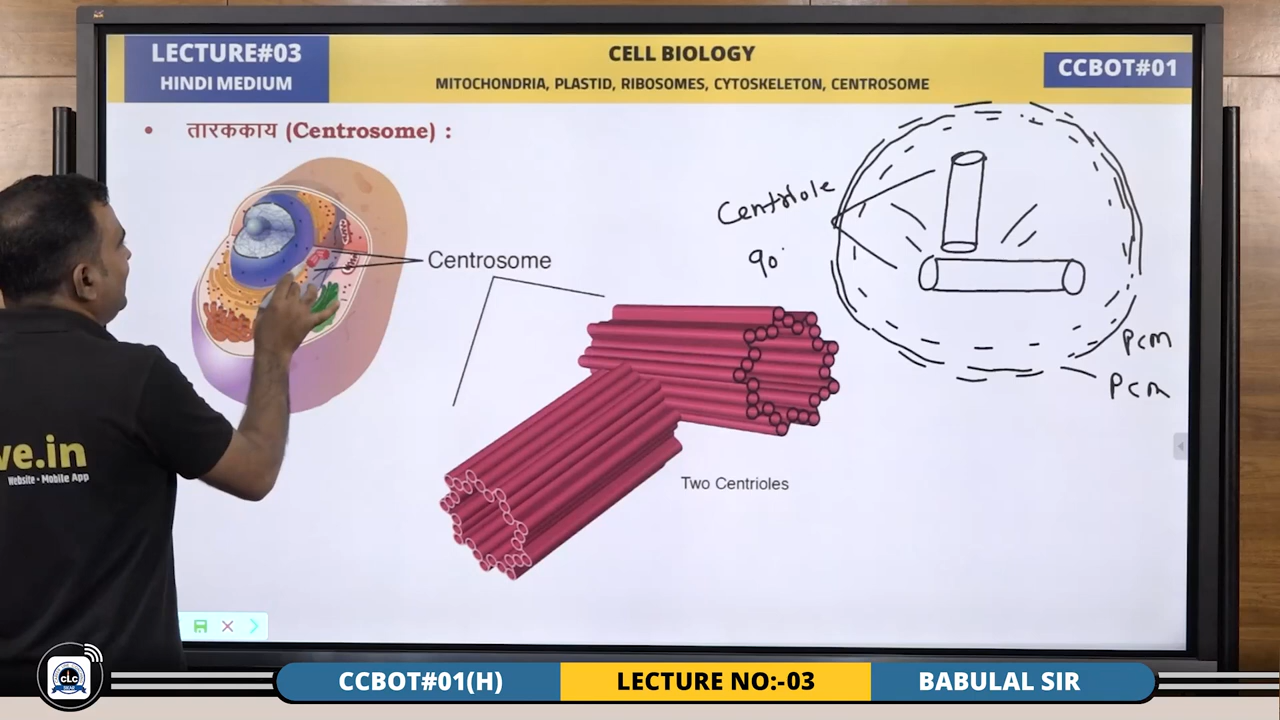 LECTURE#03
HINDI MEDIUM
CELL BIOLOGY
MITOCHONDRIA, PLASTID, RIBOSOMES, CYTOSKELETON, CENTROSOME
CCBOT#01
• तारककाय (Centrosome) :
Centriole
90°
Centrosome
Pcm
Pcm
Two Centrioles
ve.in
Website • Mobile App
CLC
CCBOT#01(H)
LECTURE NO:-03
BABULAL SIR